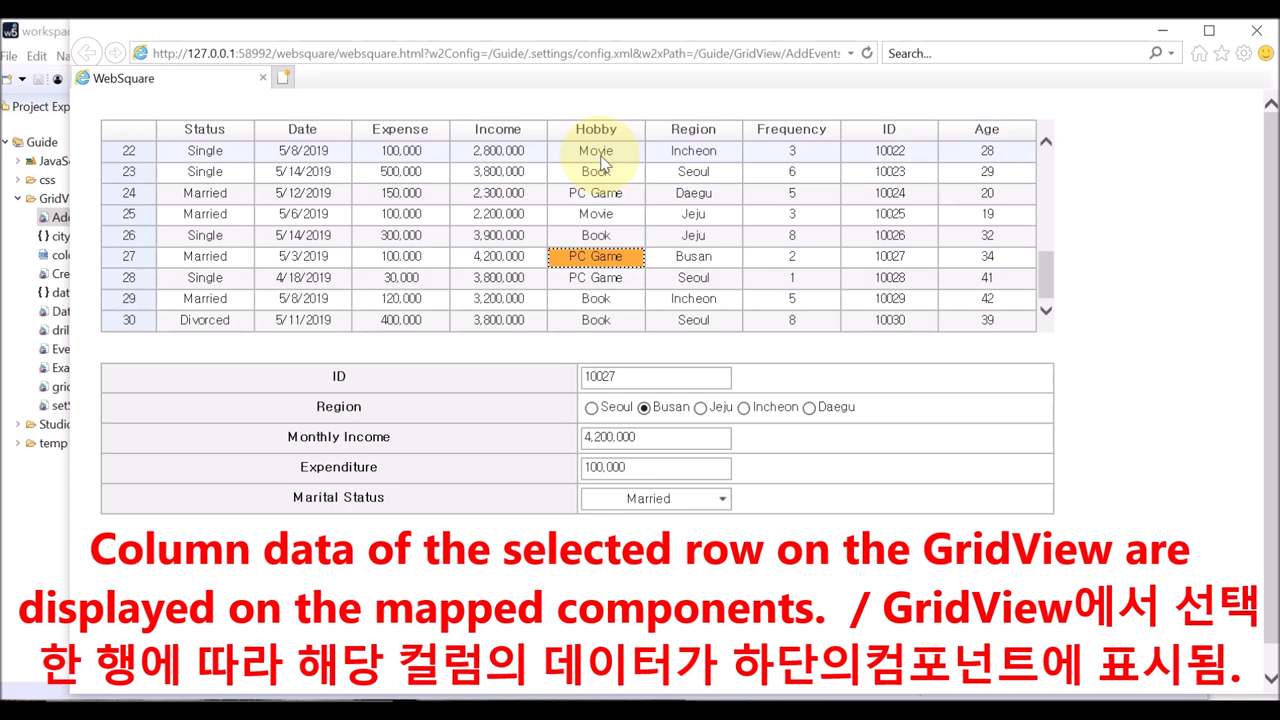 workspac
File Ed
http://127.0.0.1:58992/websquare/websquare.html?w2Config=/Guide/.settings/config.xml&w2xPath=/Guide/GridView/AddEvents
Search...
WebSquare
Project Exp
Guide
JavaSc
css
GridV
Add
city
colo
Crea
data
Data
drill
Even
Exa
grid
setS
Studio
temp
Status Date Expense Income Hobby Region Frequency ID Age
22 Single 5/8/2019 100,000 2,800,000 Movie Incheon 3 10022 28
23 Single 5/14/2019 500,000 3,800,000 Book Seoul 6 10023 29
24 Married 5/12/2019 150,000 2,300,000 PC Game Daegu 5 10024 20
25 Married 5/6/2019 100,000 2,200,000 Movie Jeju 3 10025 19
26 Single 5/14/2019 300,000 3,900,000 Book Jeju 8 10026 32
27 Married 5/3/2019 100,000 4,200,000 PC Game Busan 2 10027 34
28 Single 4/18/2019 30,000 3,800,000 PC Game Seoul 1 10028 41
29 Married 5/8/2019 120,000 3,200,000 Book Incheon 5 10029 42
30 Divorced 5/11/2019 400,000 3,800,000 Book Seoul 8 10030 39
ID 10027
Region Seoul Busan Jeju Incheon Daegu
Monthly Income 4,200,000
Expenditure 100,000
Marital Status Married
Column data of the selected row on the GridView are
displayed on the mapped components. / GridView에서 선택
한 행에 따라 해당 컬럼의 데이터가 하단의컴포넌트에 표시됨.